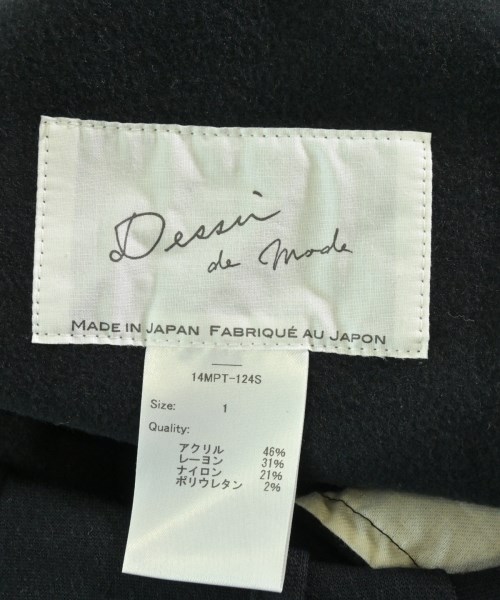 Dessin
de Mode
MADE IN JAPAN FABRIQUÉ AU JAPON
14MPT-124S
Size: 1
Quality:
アクリル 46%
レーヨン 31%
ナイロン 21%
ポリウレタン 2%